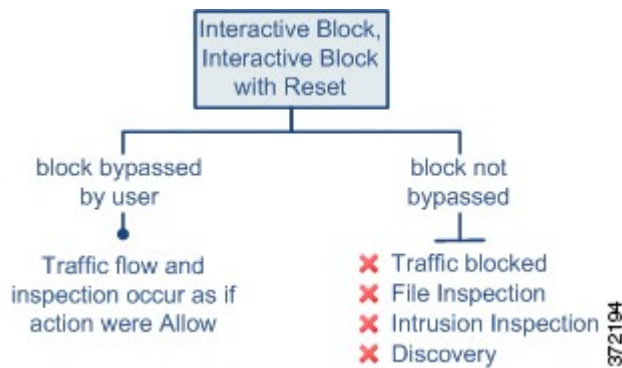 Interactive Block,
Interactive Block
with Reset
block bypassed
by user
block not
bypassed
Traffic flow and
inspection occur as if
action were Allow
Traffic blocked
File Inspection
Intrusion Inspection
Discovery
372194